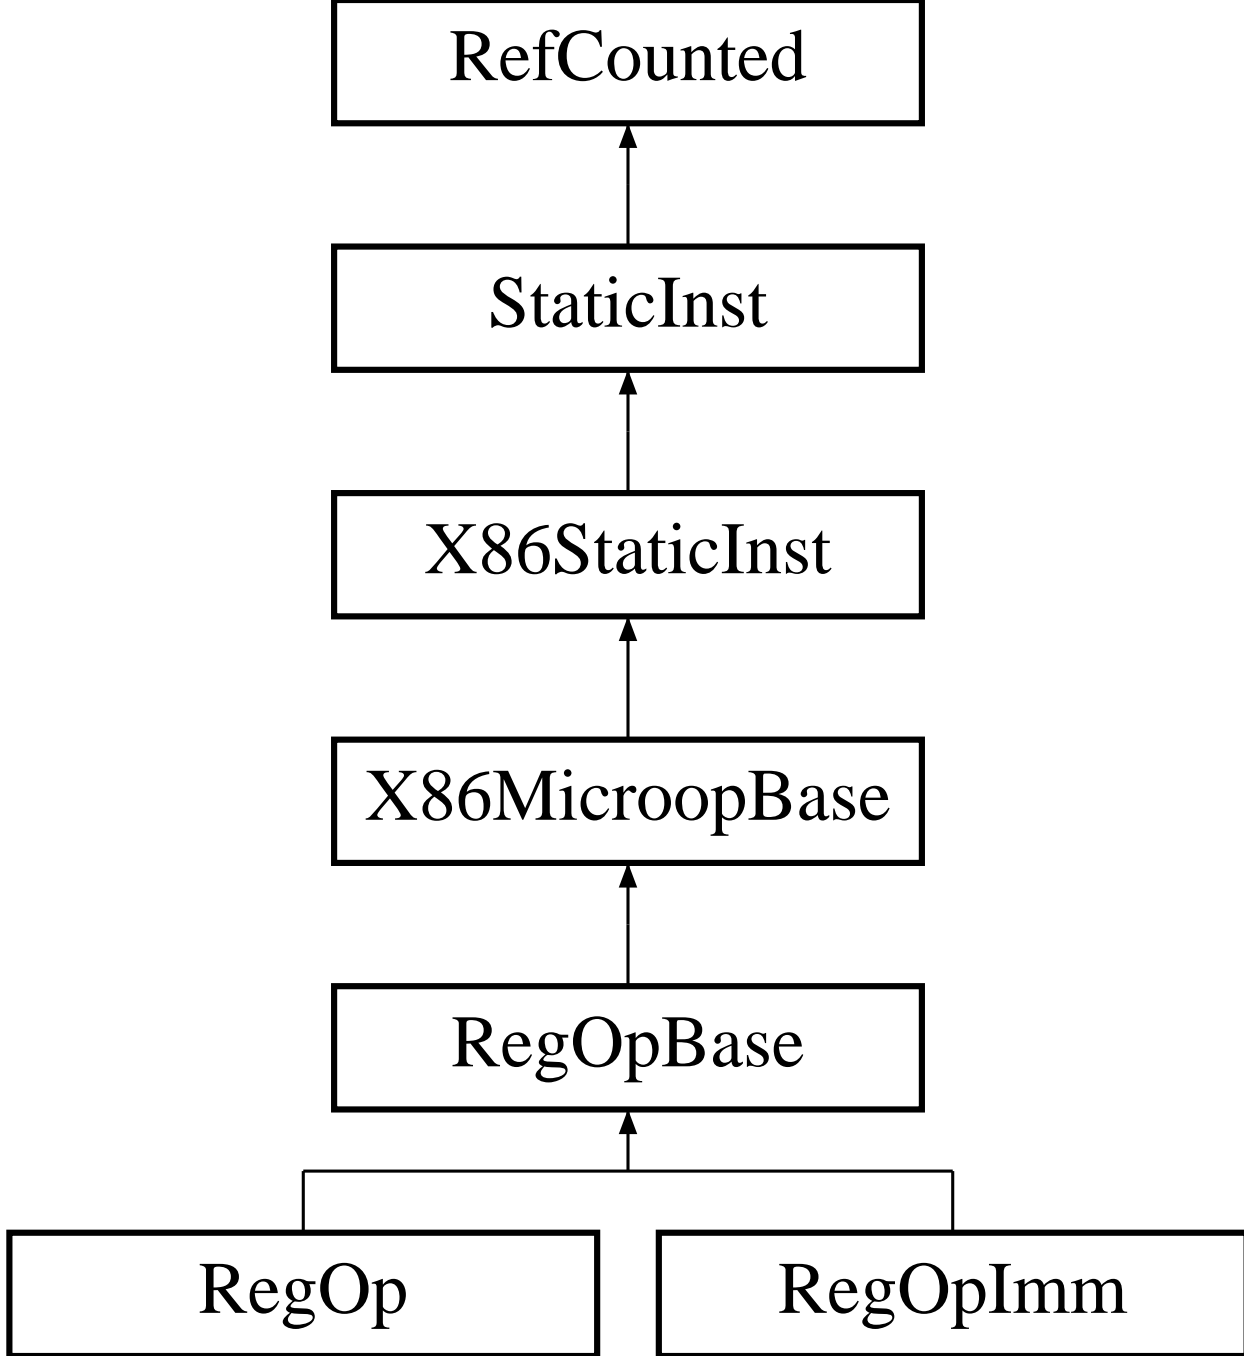 RefCounted
StaticInst
X86StaticInst
X86MicroopBase
RegOpBase
RegOp
RegOpImm